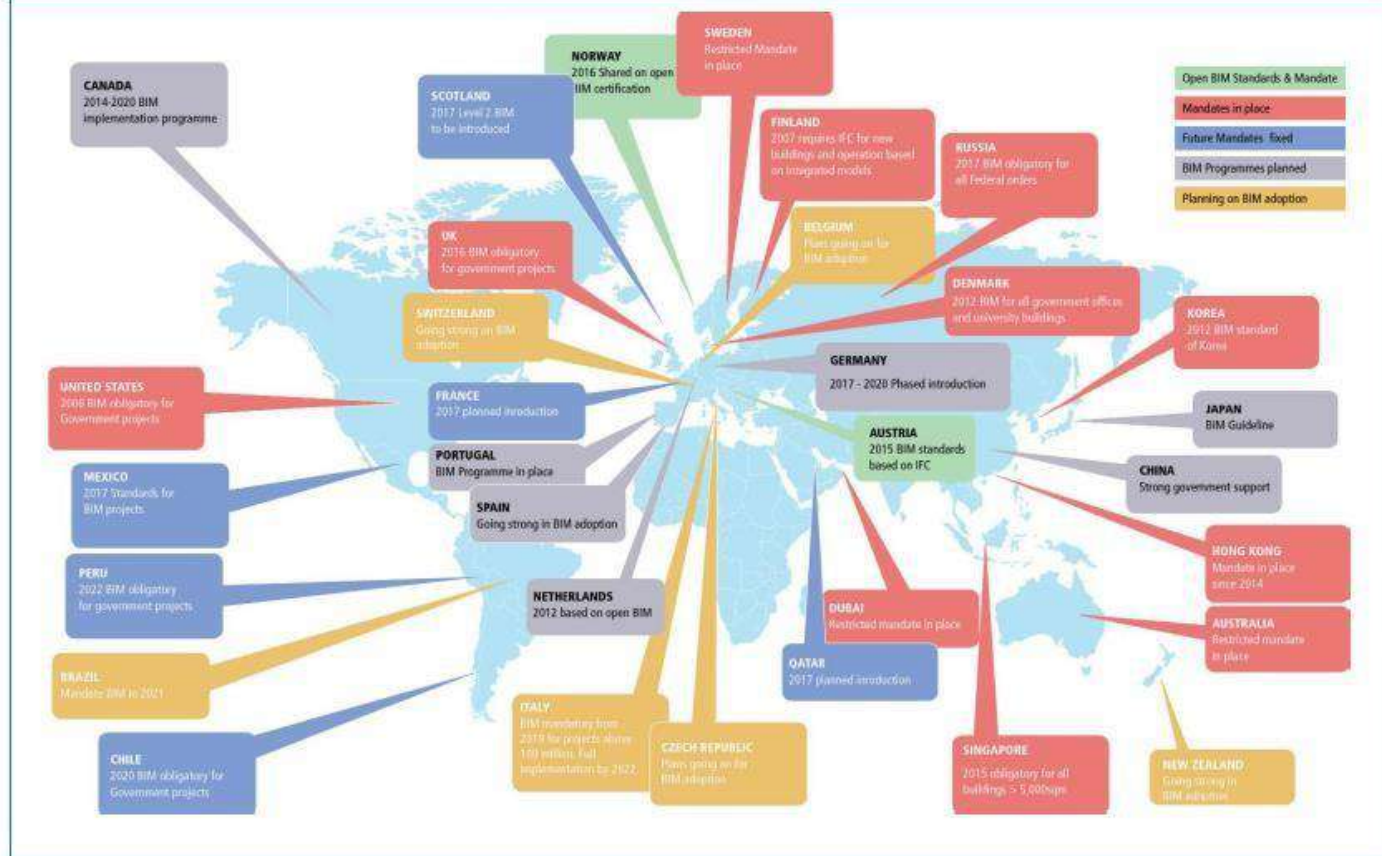 SWEDEN
Restricted Mandate
in place
NORWAY
2016 Shared on open
BIM certification
CANADA
2014-2020 BIM
implementation programme
SCOTLAND
2017 Level 2 BIM
to be introduced
Open BIM Standards & Mandate
Mandates in place
Future Mandates fixed
BIM Programmes planned
Planning on BIM adoption
FINLAND
2007 requires IFC for new
buildings and operation based
on integrated models
RUSSIA
2017 BIM obligatory for
all Federal orders
UK
2016 BIM obligatory
for government projects
BELGIUM
Plans going on for
BIM adoption
DENMARK
2012 BIM for all government offices
and university buildings
SWITZERLAND
Going strong on BIM
adoption
KOREA
2012 BIM standard
of Korea
GERMANY
2017 - 2020 Phased introduction
UNITED STATES
2008 BIM obligatory for
Government projects
FRANCE
2017 planned inroduction
JAPAN
BIM Guideline
AUSTRIA
2015 BIM standards
based on IFC
PORTUGAL
BIM Programme in place
CHINA
Strong government support
MEXICO
2017 Standards for
BIM projects
SPAIN
Going strong in BIM adoption
HONG KONG
Mandate in place
since 2014
PERU
2022 BIM obligatory
for government projects
NETHERLANDS
2012 based on open BIM
DUBAI
Restricted mandate in place
AUSTRALIA
Restricted mandate
in place
QATAR
2017 planned inroduction
BRAZIL
Mandate BIM in 2021
ITALY
BIM mandatory from
2019 for projects above
100 million. Full
implementation by 2022
CZECH REPUBLIC
Plans going on for
BIM adoption
CHILE
2020 BIM obligatory for
Government projects
SINGAPORE
2015 obligatory for all
buildings > 5,000sqm
NEW ZEALAND
Going strong in
BIM adoption